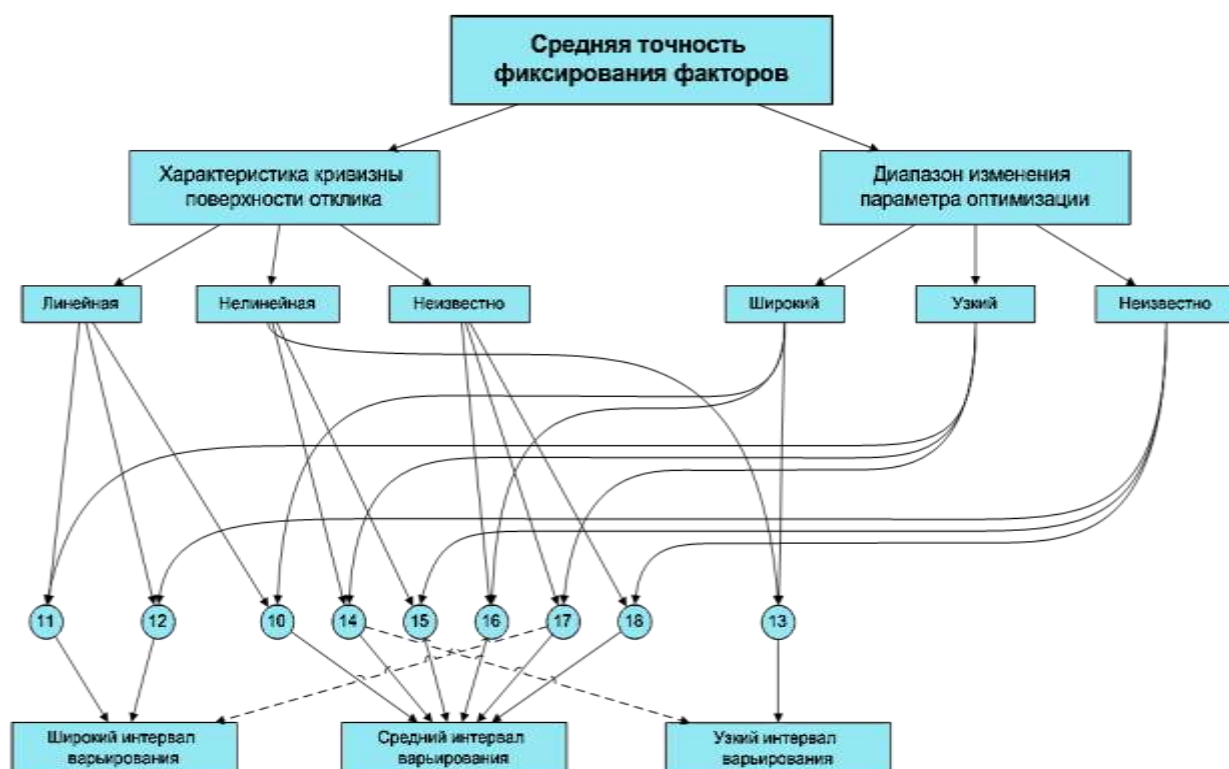 Средняя точность
фиксирования факторов
Характеристика кривизны
поверхности отклика
Диапазон изменения
параметра оптимизации
Линейная
Нелинейная
Неизвестно
Широкий
Узкий
Неизвестно
11
12
10
14
15
16
17
18
13
Широкий интервал
варьирования
Средний интервал
варьирования
Узкий интервал
варьирования